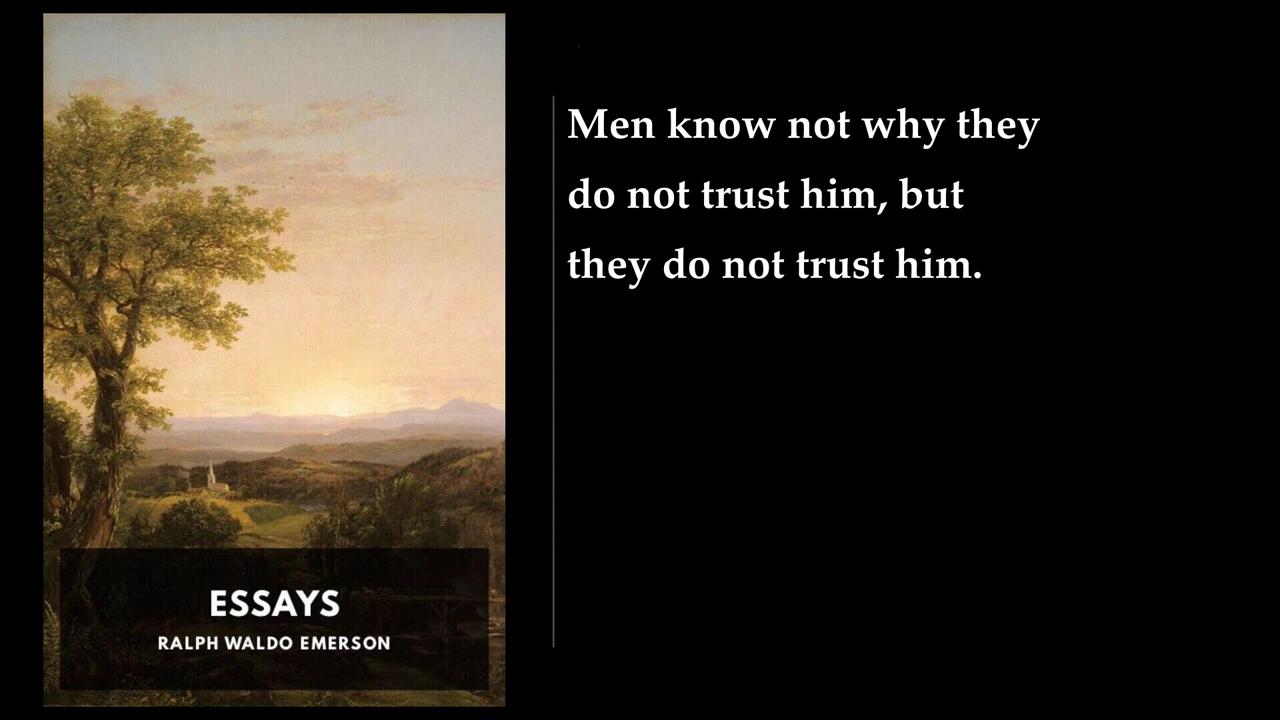 ESSAYS
RALPH WALDO EMERSON
Men know not why they
do not trust him, but
they do not trust him.